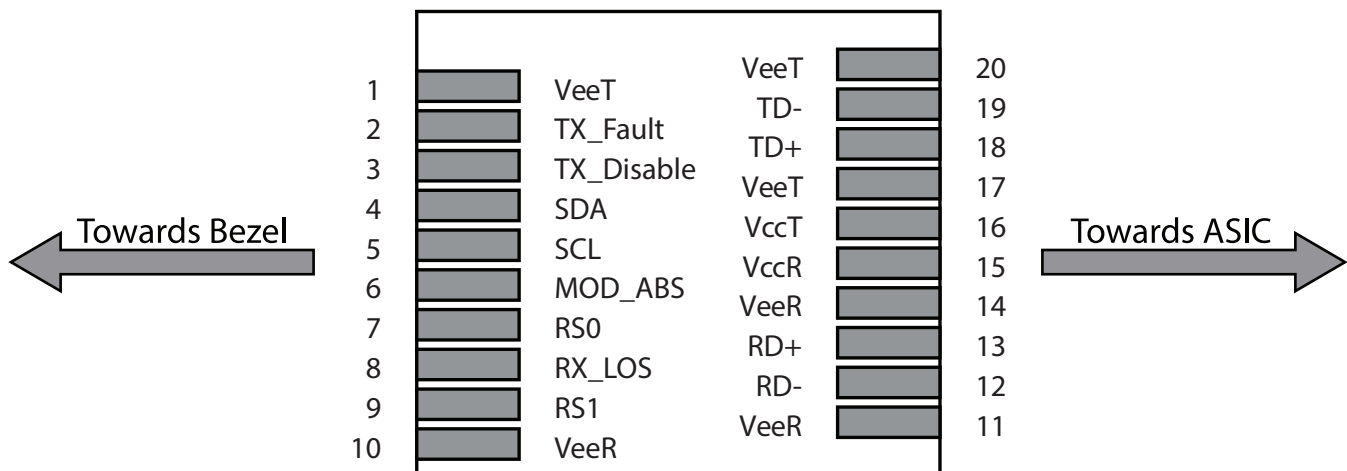 1 VeeT
2 TX_Fault
3 TX_Disable
4 SDA
5 SCL
6 MOD_ABS
7 RS0
8 RX_LOS
9 RS1
10 VeeR
VeeT 20
TD- 19
TD+ 18
VeeT 17
VccT 16
VccR 15
VeeR 14
RD+ 13
RD- 12
VeeR 11
Towards Bezel
Towards ASIC